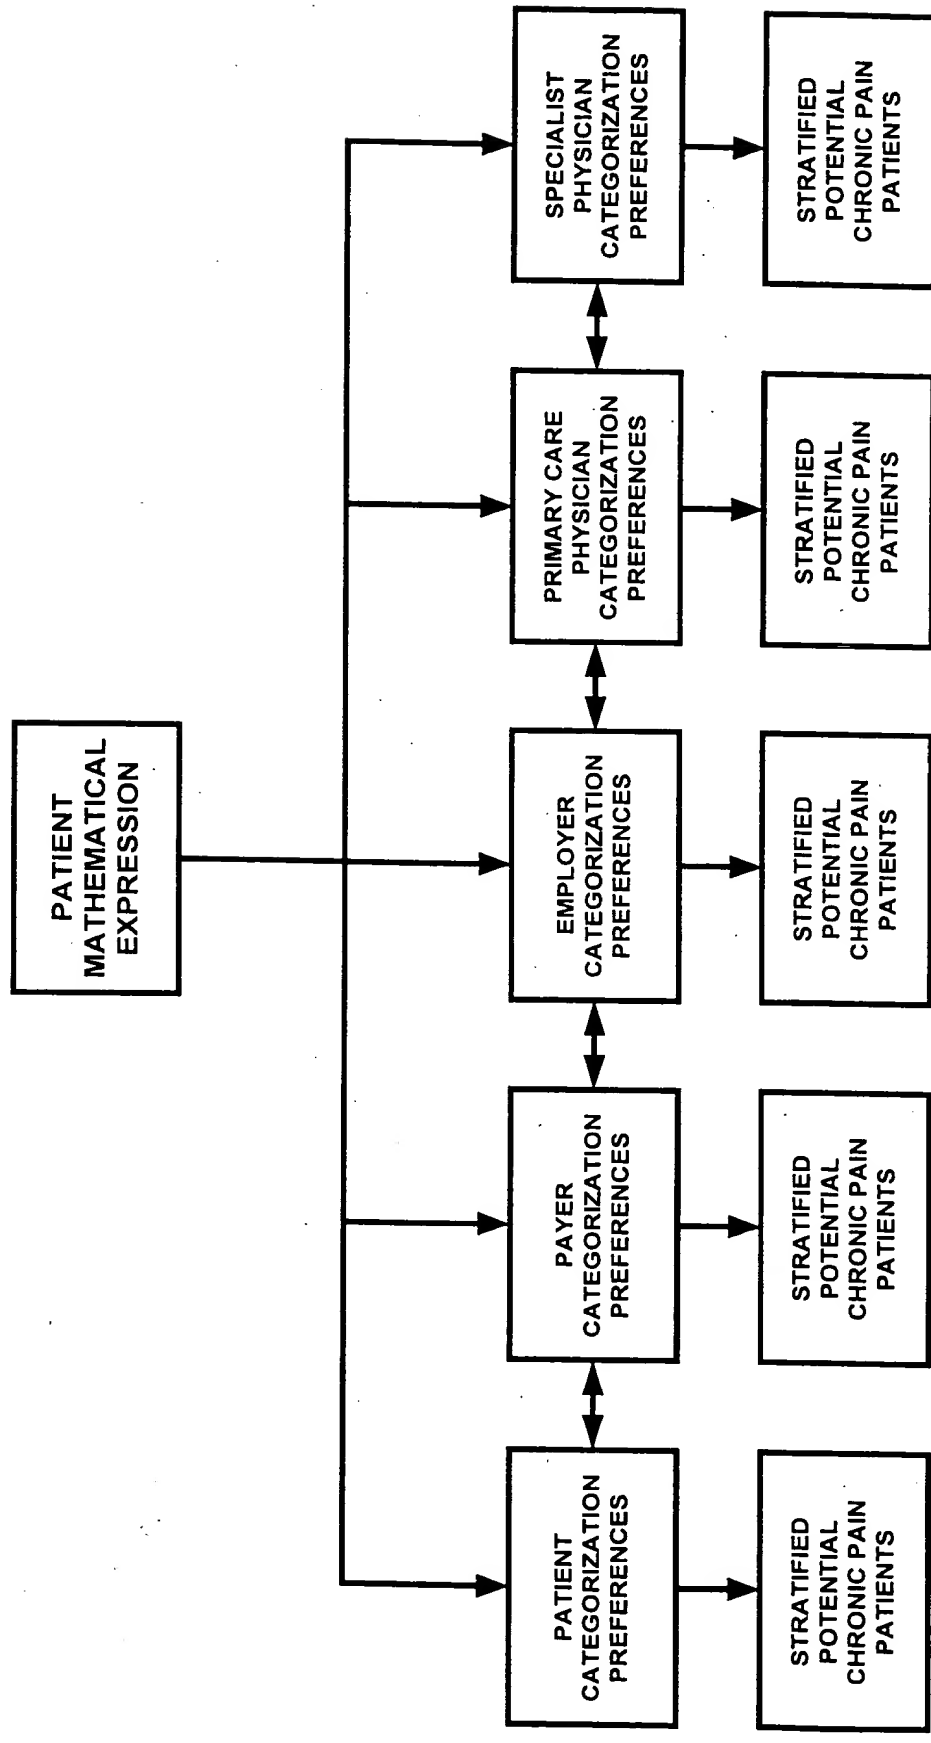 PATIENT
MATHEMATICAL
EXPRESSION
PATIENT
CATEGORIZATION
PREFERENCES
PAYER
CATEGORIZATION
PREFERENCES
EMPLOYER
CATEGORIZATION
PREFERENCES
PRIMARY CARE
PHYSICIAN
CATEGORIZATION
PREFERENCES
SPECIALIST
PHYSICIAN
CATEGORIZATION
PREFERENCES
STRATIFIED
POTENTIAL
CHRONIC PAIN
PATIENTS
STRATIFIED
POTENTIAL
CHRONIC PAIN
PATIENTS
STRATIFIED
POTENTIAL
CHRONIC PAIN
PATIENTS
STRATIFIED
POTENTIAL
CHRONIC PAIN
PATIENTS
STRATIFIED
POTENTIAL
CHRONIC PAIN
PATIENTS